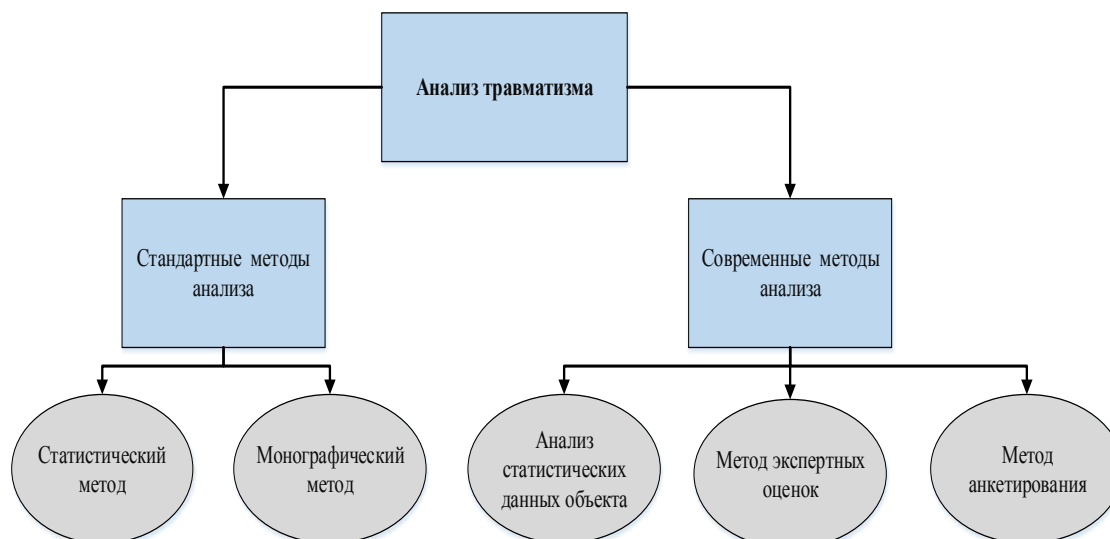 Анализ травматизма
Стандартные методы
анализа
Современные методы
анализа
Статистический
метод
Монографический
метод
Анализ
статистических
данных объекта
Метод экспертных
оценок
Метод
анкетирования